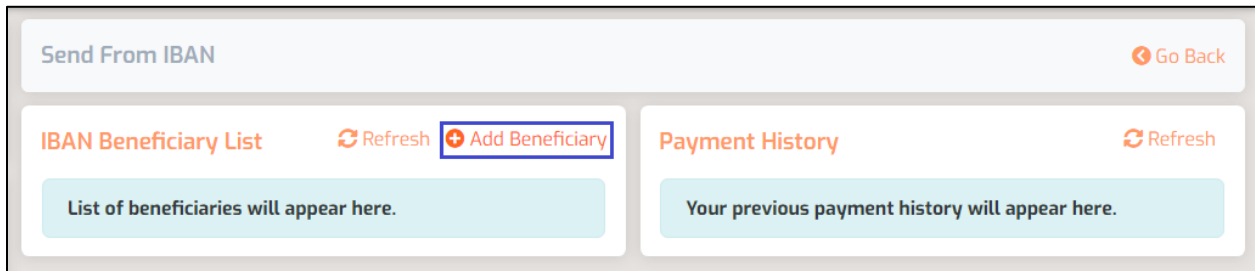 Send From IBAN
Go Back
IBAN Beneficiary List
Refresh
Add Beneficiary
List of beneficiaries will appear here.
Payment History
Refresh
Your previous payment history will appear here.